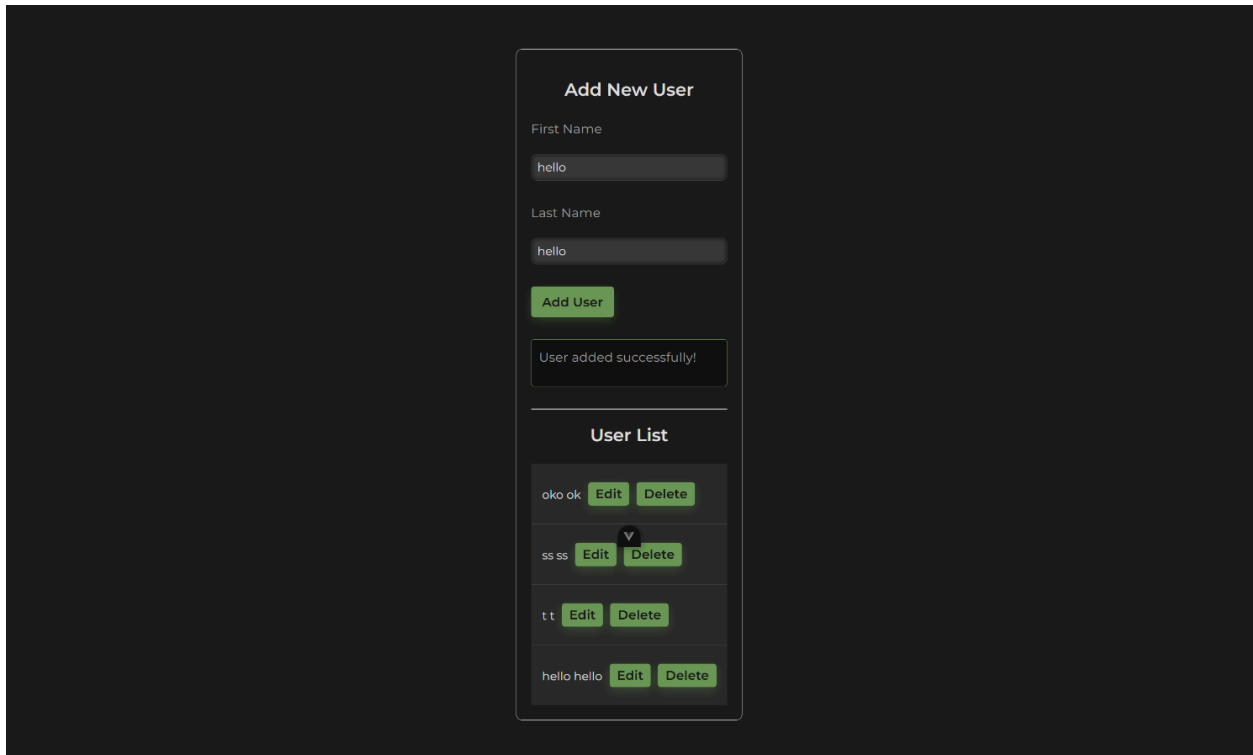 Add New User
First Name
hello
Last Name
hello
Add User
User added successfully!
User List
oko ok Edit Delete
ss ss Edit Delete
t t Edit Delete
hello hello Edit Delete